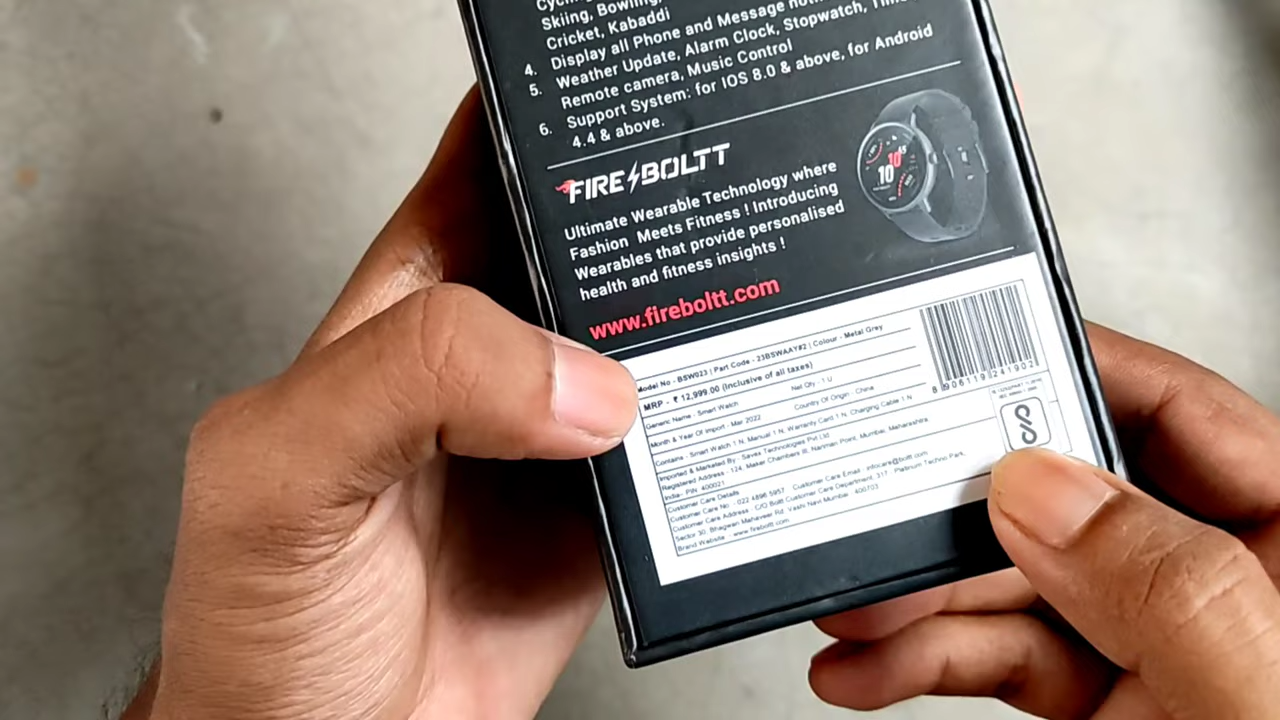 Skiing, Bowling,
Cricket, Kabaddi
4. Display all Phone and Message
5. Weather Update, Alarm Clock, Stopwatch,
Remote camera, Music Control
6. Support System: for IOS 8.0 & above, for Android
4.4 & above.
FIRE BOLTT
Ultimate Wearable Technology where
Fashion Meets Fitness ! Introducing
Wearables that provide personalised
health and fitness insights !
10
10
www.fireboltt.com
Model No - BSW023 | Part Code - 23BSWAAY#2 | Colour - Metal Grey
MRP - ₹ 12,999.00 (Inclusive of all taxes)
Generic Name - Smart Watch Net Qty - 1 U
Month & Year Of Import - Mar 2022 Country Of Origin - China
Contains - Smart Watch 1 N, Manual 1 N, Warranty Card 1 N, Charging Cable 1 N
Imported & Marketed By - Savex Technologies Pvt Ltd
Registered Address - 124, Maker Chambers III, Nariman Point, Mumbai, Maharashtra,
India- PIN 400021
Customer Care Details
Customer Care No - 022 4896 5957 Customer Care Email - infocare@boltt.com
Customer Care Address - C/O Boltt Customer Care Department, 317 - Platinum Techno Park,
Sector 30, Bhagwan Mahaveer Rd, Vashi Navi Mumbai - 400703
Brand Website - www.fireboltt.com
8 906119 241902